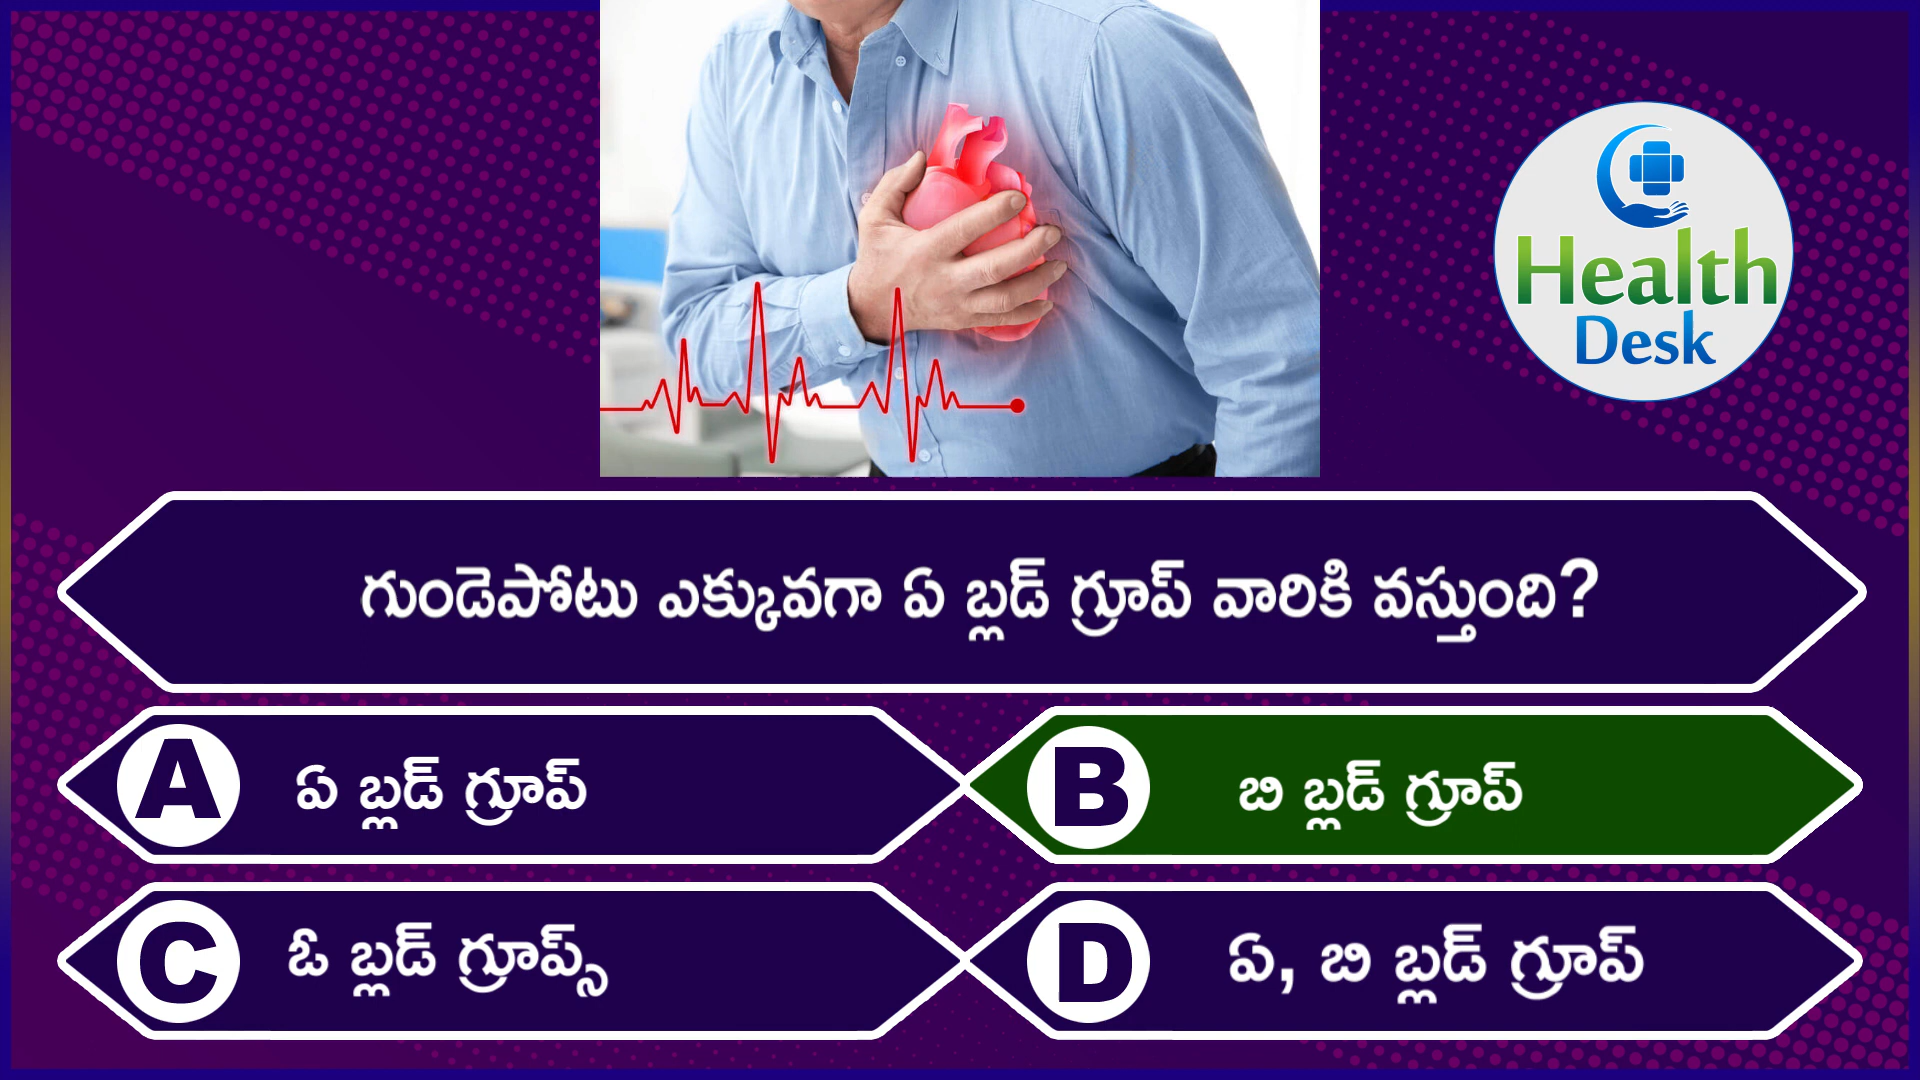 Health
Desk
గుండెపోటు ఎక్కువగా ఏ బ్లడ్ గ్రూప్ వారికి వస్తుంది?
A ఏ బ్లడ్ గ్రూప్
B బి బ్లడ్ గ్రూప్
C ఓ బ్లడ్ గ్రూప్స్
D ఏ, బి బ్లడ్ గ్రూప్